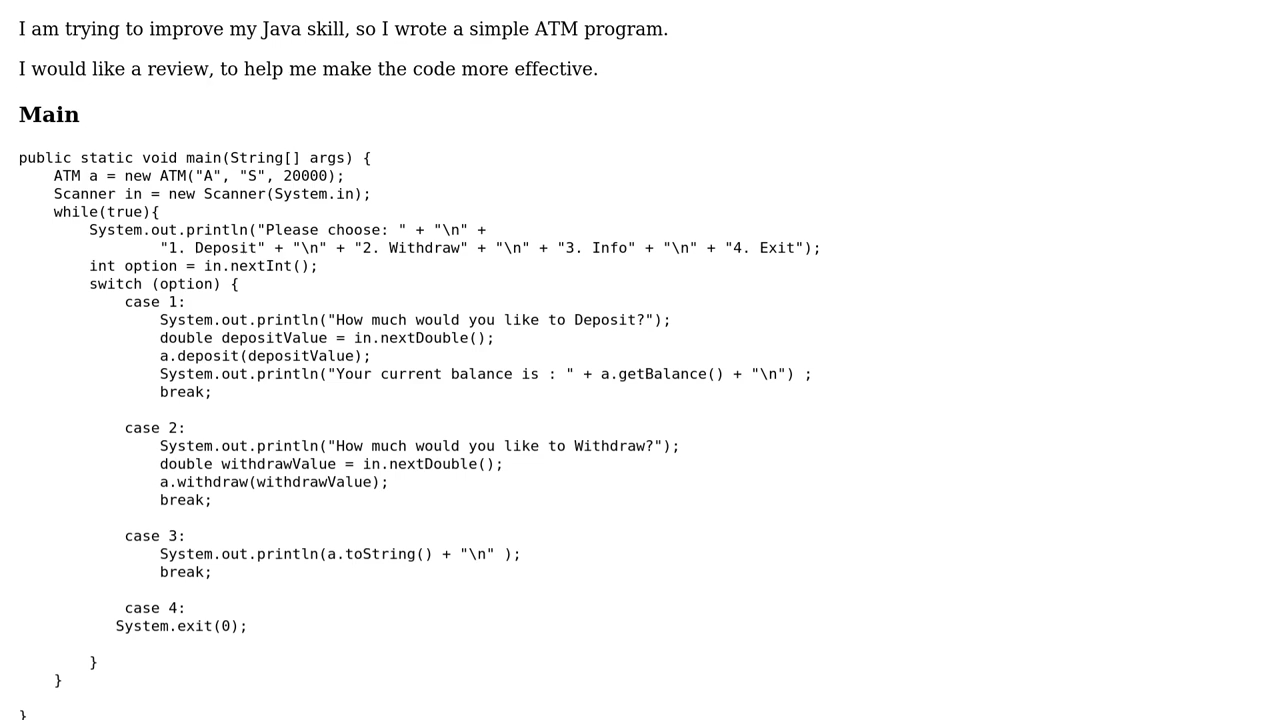 I am trying to improve my Java skill, so I wrote a simple ATM program.
I would like a review, to help me make the code more effective.
Main
public static void main(String[] args) {
    ATM a = new ATM("A", "S", 20000);
    Scanner in = new Scanner(System.in);
    while(true){
        System.out.println("Please choose: " + "\n" +
                "1. Deposit" + "\n" + "2. Withdraw" + "\n" + "3. Info" + "\n" + "4. Exit");
        int option = in.nextInt();
        switch (option) {
            case 1:
                System.out.println("How much would you like to Deposit?");
                double depositValue = in.nextDouble();
                a.deposit(depositValue);
                System.out.println("Your current balance is : " + a.getBalance() + "\n") ;
                break;

            case 2:
                System.out.println("How much would you like to Withdraw?");
                double withdrawValue = in.nextDouble();
                a.withdraw(withdrawValue);
                break;

            case 3:
                System.out.println(a.toString() + "\n" );
                break;

            case 4:
           System.exit(0);

        }
    }

}